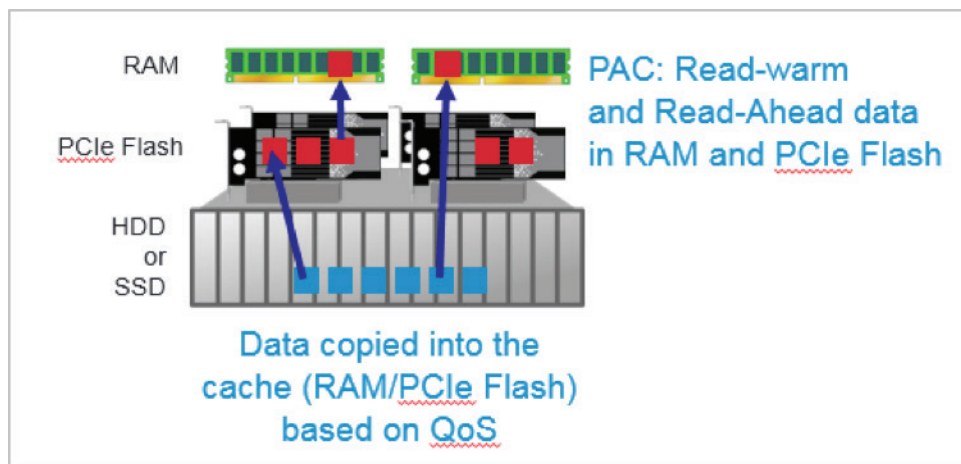 RAM
PCIe Flash
HDD
or
SSD
PAC: Read-warm
and Read-Ahead data
in RAM and PCIe Flash
Data copied into the
cache (RAM/PCIe Flash)
based on QoS